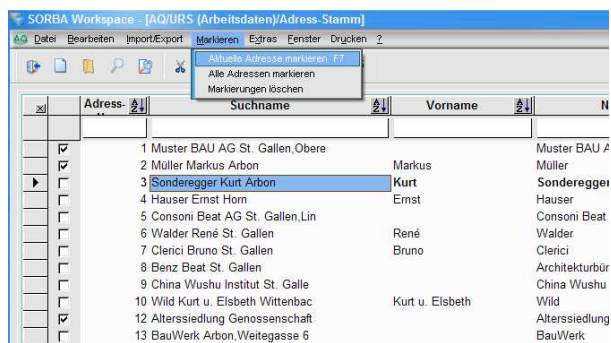 SORBA Workspace - [AQ/URS (Arbeitsdaten)/Adress-Stamm]
AQ Datei Bearbeiten Import/Export Markieren Extras Fenster Drucken ?
Aktuelle Adresse markieren F7
Alle Adressen markieren
Markierungen löschen
Adress- Suchname Vorname N
1 Muster BAU AG St. Gallen,Obere Muster BAU A
2 Müller Markus Arbon Markus Müller
3 Sonderegger Kurt Arbon Kurt Sonderegger
4 Hauser Ernst Horn Ernst Hauser
5 Consoni Beat AG St. Gallen,Lin Consoni Beat
6 Walder René St. Gallen René Walder
7 Clerici Bruno St. Gallen Bruno Clerici
8 Benz Beat St. Gallen Architekturbür
9 China Wushu Institut St. Galle China Wushu
10 Wild Kurt u. Elsbeth Wittenbac Kurt u. Elsbeth Wild
12 Alterssiedlung Genossenschaft Alterssiedlung
13 BauWerk Arbon,Weitegasse 6 BauWerk